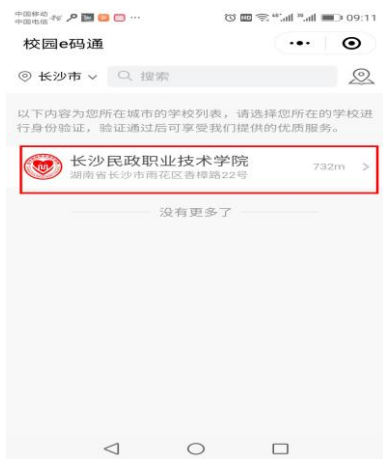 中国移动
中国电信
09:11
校园e码通
长沙市
搜索
以下内容为您所在城市的学校列表，请选择您所在的学校进
行身份验证，验证通过后可享受我们提供的优质服务。
长沙民政职业技术学院
湖南省长沙市雨花区香樟路22号
732m
没有更多了